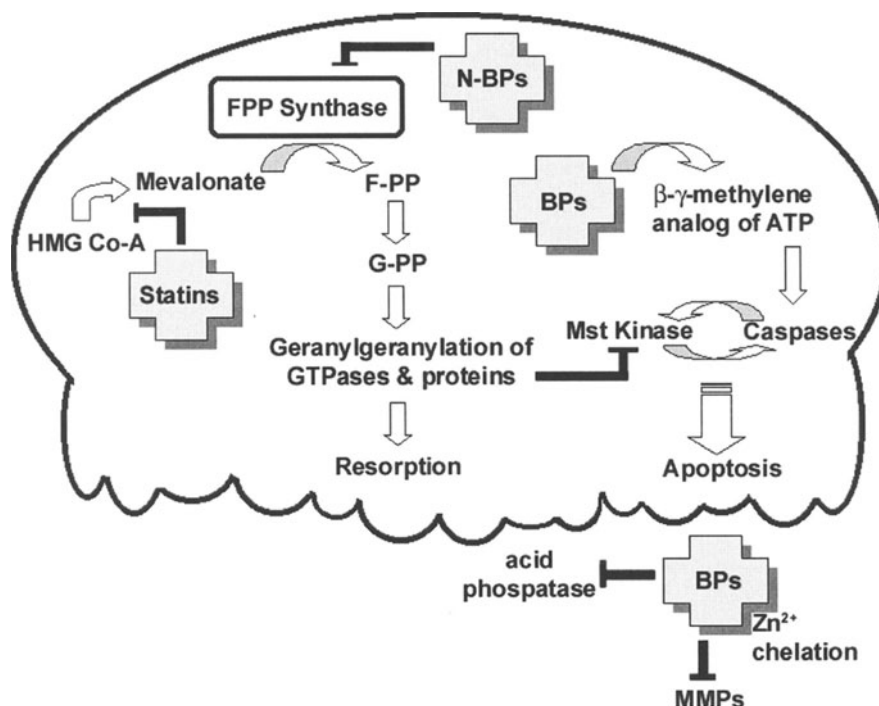 N-BPs
FPP Synthase
Mevalonate
F-PP
BPs
β-γ-methylene
analog of ATP
HMG Co-A
G-PP
Statins
Mst Kinase
Caspases
Geranylgeranylation of
GTPases & proteins
Resorption
Apoptosis
acid
phospatase
BPs
Zn²⁺
chelation
MMPs